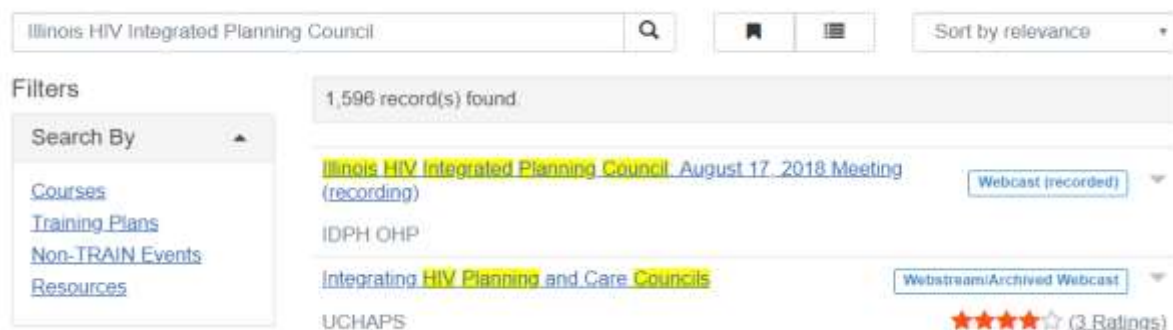 Illinois HIV Integrated Planning Council
Sort by relevance
Filters
1,596 record(s) found.
Search By
Illinois HIV Integrated Planning Council, August 17, 2018 Meeting
(recording)
Webcast (recorded)
IDPH OHP
Courses
Training Plans
Non-TRAIN Events
Resources
Integrating HIV Planning and Care Councils
Webstream/Archived Webcast
UCHAPS
(3 Ratings)